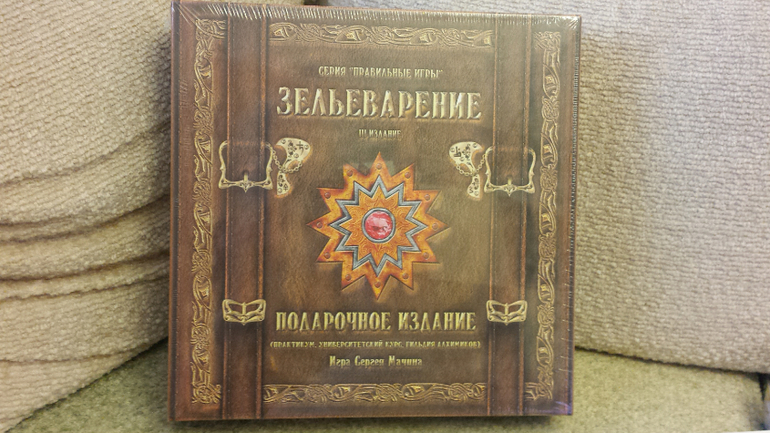 СЕРИЯ "ПРАВИЛЬНЫЕ ИГРЫ"
ЗЕЛЬЕВАРЕНИЕ
III ИЗДАНИЕ
ПОДАРОЧНОЕ ИЗДАНИЕ
(ПРАКТИКУМ, УНИВЕРСИТЕТСКИЙ КУРС, ГИЛЬДИЯ АЛХИМИКОВ)
Игра Сергея Мачина